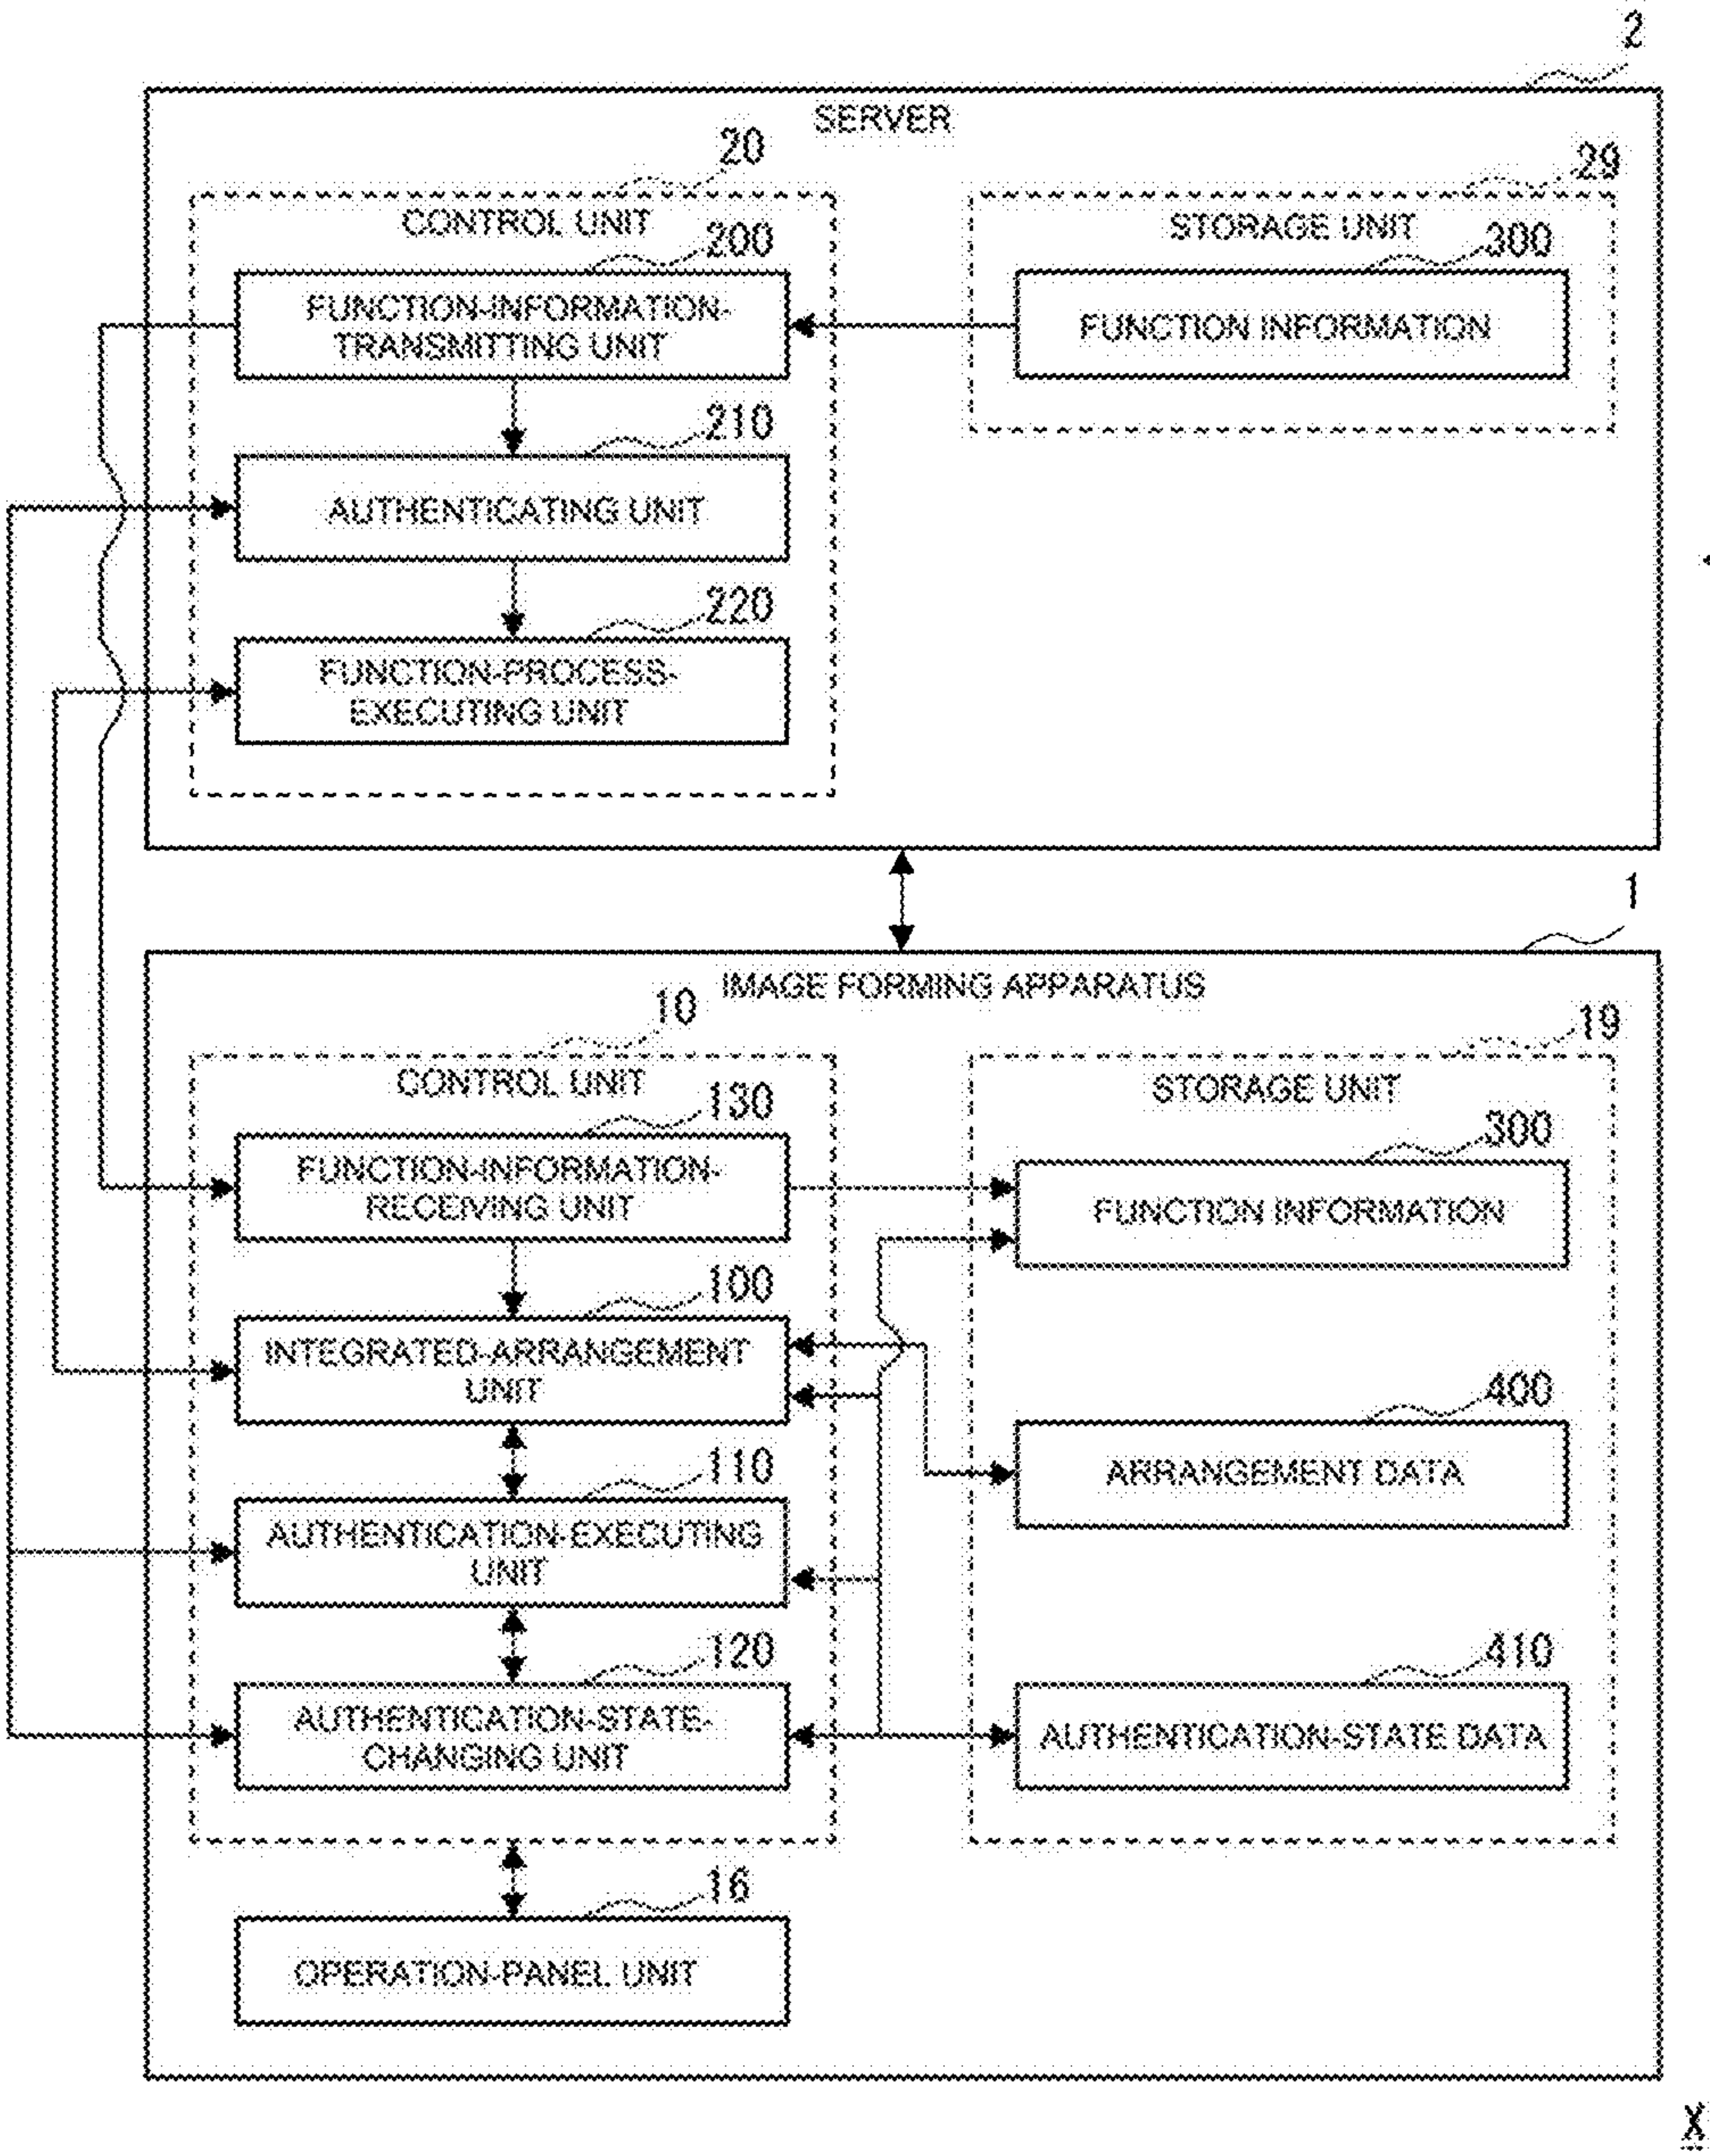 2
SERVER
20
29
CONTROL UNIT
STORAGE UNIT
200
300
FUNCTION-INFORMATION-
TRANSMITTING UNIT
FUNCTION INFORMATION
210
AUTHENTICATING UNIT
220
FUNCTION-PROCESS-
EXECUTING UNIT
1
IMAGE FORMING APPARATUS
10
19
CONTROL UNIT
STORAGE UNIT
130
300
FUNCTION-INFORMATION-
RECEIVING UNIT
FUNCTION INFORMATION
100
INTEGRATED-ARRANGEMENT
UNIT
400
ARRANGEMENT DATA
110
AUTHENTICATION-EXECUTING
UNIT
120
410
AUTHENTICATION-STATE-
CHANGING UNIT
AUTHENTICATION-STATE DATA
16
OPERATION-PANEL UNIT
X